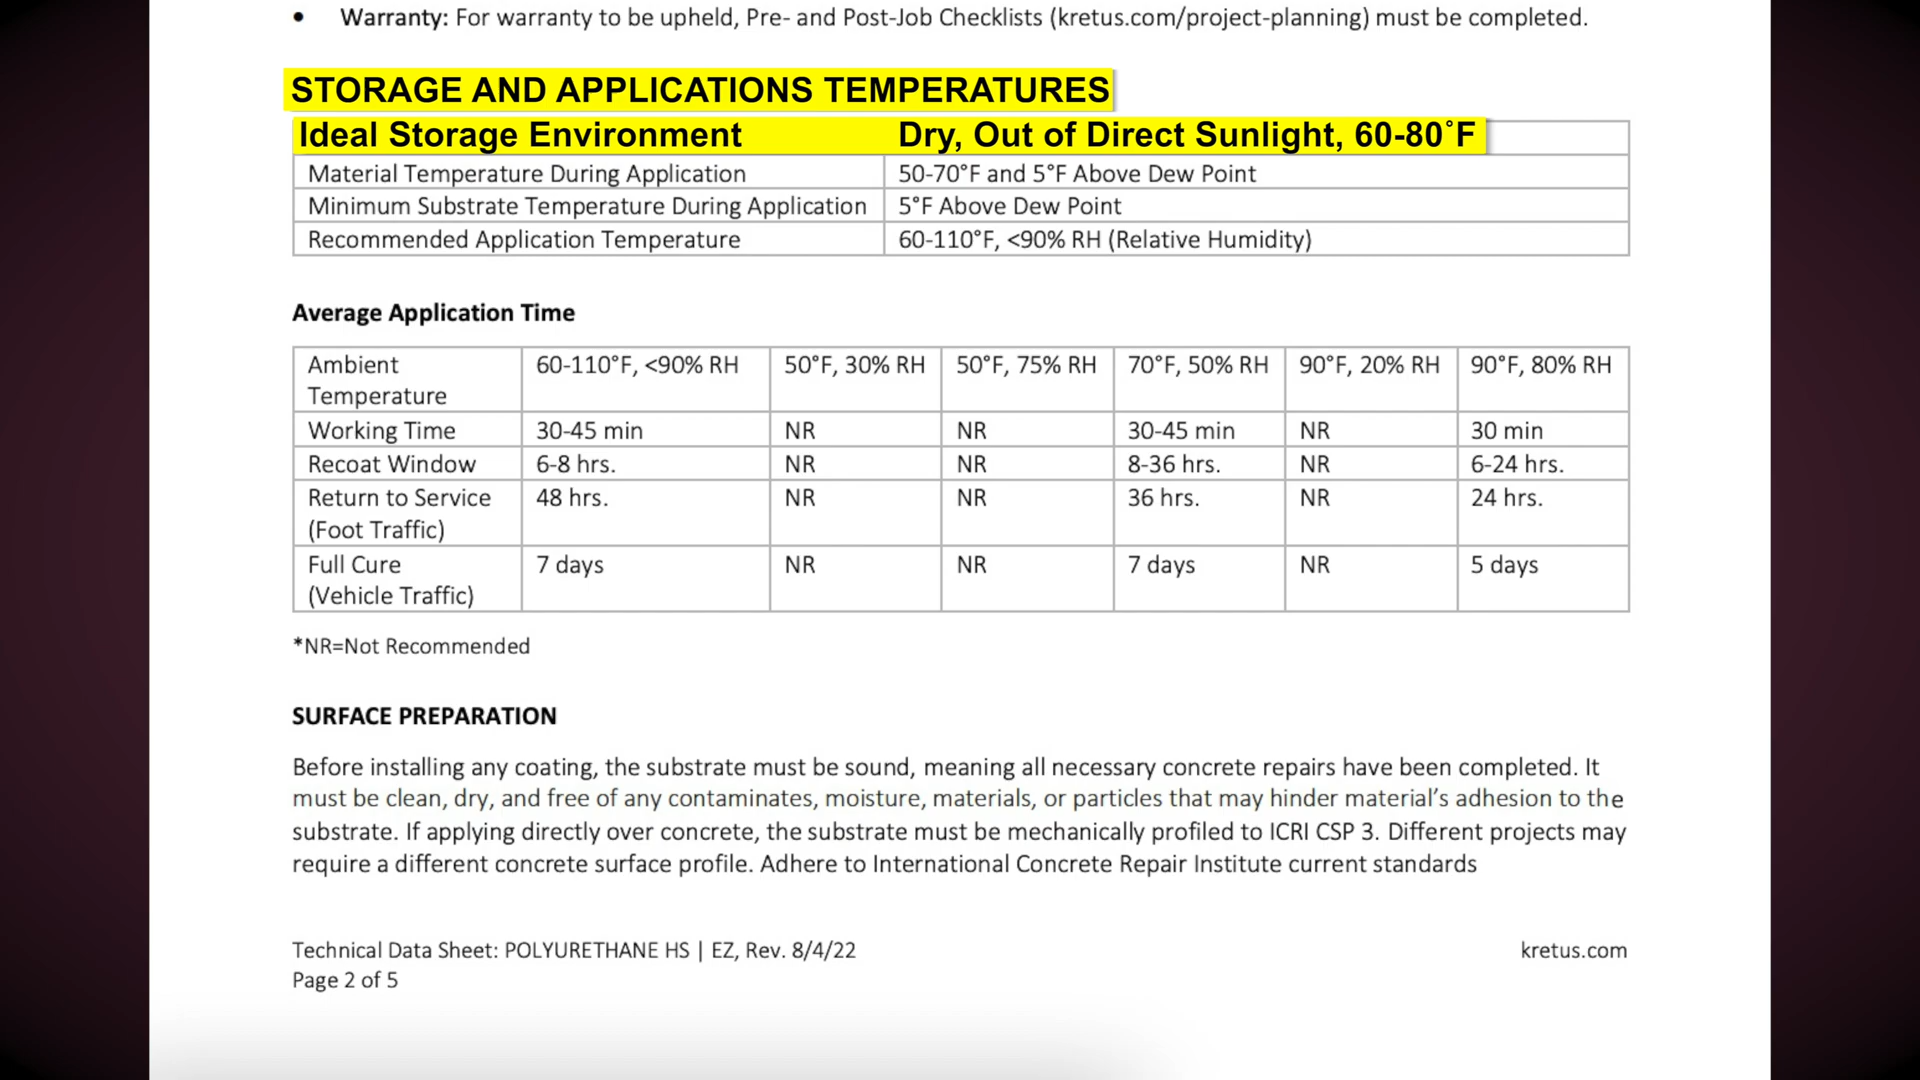 • Warranty: For warranty to be upheld, Pre- and Post-Job Checklists (kretus.com/project-planning) must be completed.
STORAGE AND APPLICATIONS TEMPERATURES
Ideal Storage Environment Dry, Out of Direct Sunlight, 60-80˚F
Material Temperature During Application 50-70°F and 5°F Above Dew Point
Minimum Substrate Temperature During Application 5°F Above Dew Point
Recommended Application Temperature 60-110°F, <90% RH (Relative Humidity)
Average Application Time
Ambient Temperature 60-110°F, <90% RH 50°F, 30% RH 50°F, 75% RH 70°F, 50% RH 90°F, 20% RH 90°F, 80% RH
Working Time 30-45 min NR NR 30-45 min NR 30 min
Recoat Window 6-8 hrs. NR NR 8-36 hrs. NR 6-24 hrs.
Return to Service (Foot Traffic) 48 hrs. NR NR 36 hrs. NR 24 hrs.
Full Cure (Vehicle Traffic) 7 days NR NR 7 days NR 5 days
*NR=Not Recommended
SURFACE PREPARATION
Before installing any coating, the substrate must be sound, meaning all necessary concrete repairs have been completed. It
must be clean, dry, and free of any contaminates, moisture, materials, or particles that may hinder material's adhesion to the
substrate. If applying directly over concrete, the substrate must be mechanically profiled to ICRI CSP 3. Different projects may
require a different concrete surface profile. Adhere to International Concrete Repair Institute current standards
Technical Data Sheet: POLYURETHANE HS | EZ, Rev. 8/4/22 kretus.com
Page 2 of 5